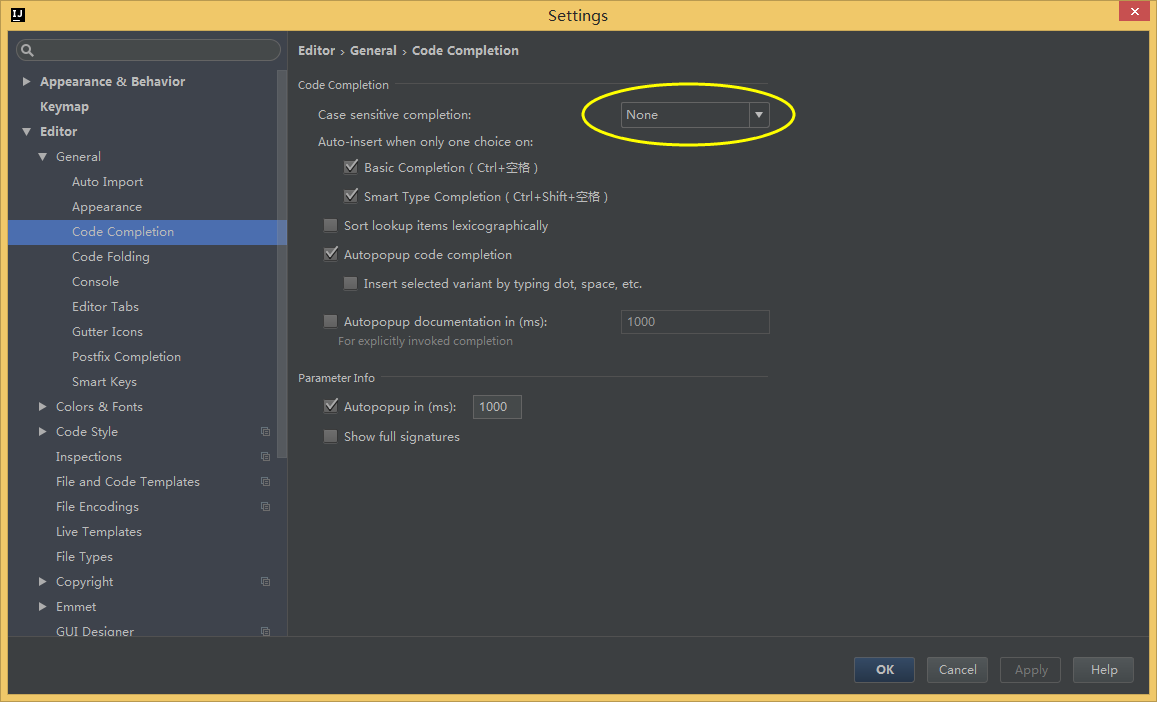 IJ
Settings
Editor › General › Code Completion
Appearance & Behavior
Keymap
Editor
General
Auto Import
Appearance
Code Completion
Code Folding
Console
Editor Tabs
Gutter Icons
Postfix Completion
Smart Keys
Colors & Fonts
Code Style
Inspections
File and Code Templates
File Encodings
Live Templates
File Types
Copyright
Emmet
GUI Designer
Code Completion
Case sensitive completion: None
Auto-insert when only one choice on:
Basic Completion ( Ctrl+空格 )
Smart Type Completion ( Ctrl+Shift+空格 )
Sort lookup items lexicographically
Autopopup code completion
Insert selected variant by typing dot, space, etc.
Autopopup documentation in (ms): 1000
For explicitly invoked completion
Parameter Info
Autopopup in (ms): 1000
Show full signatures
OK Cancel Apply Help